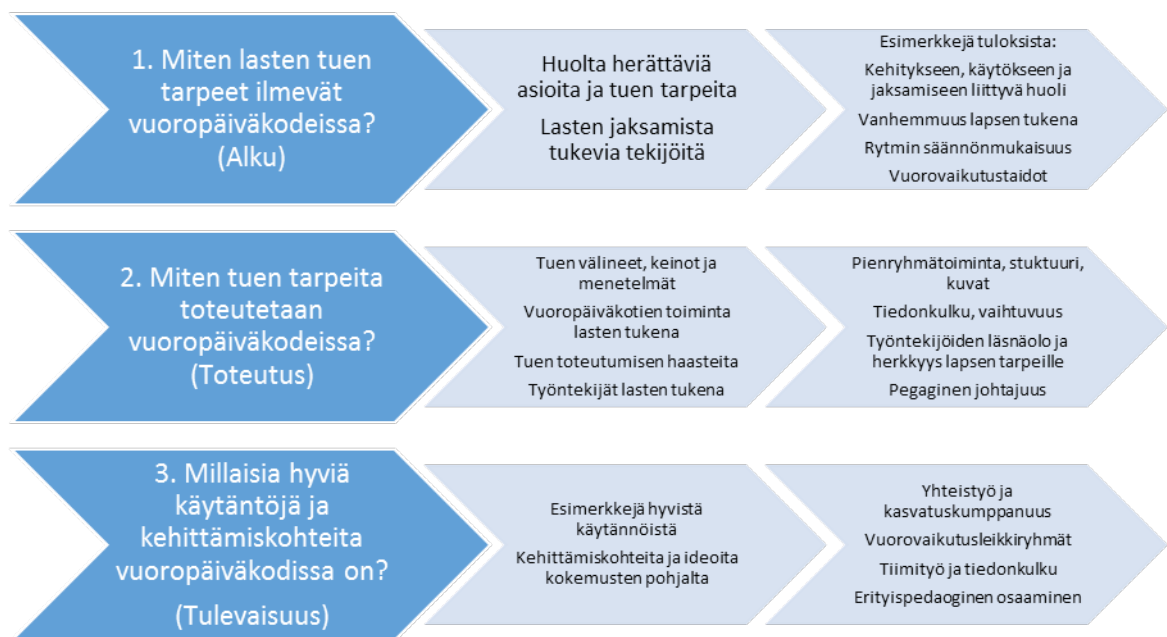 1. Miten lasten tuen
tarpeet ilmevät
vuoropäiväkodeissa?
(Alku)
Huolta herättäviä
asioita ja tuen tarpeita
Lasten jaksamista
tukevia tekijöitä
Esimerkkejä tuloksista:
Kehitykseen, käytökseen ja
jaksamiseen liittyvä huoli
Vanhemmuus lapsen tukena
Rytmin säännönmukaisuus
Vuorovaikutustaidot
2. Miten tuen tarpeita
toteutetaan
vuoropäiväkodeissa?
(Toteutus)
Tuen välineet, keinot ja
menetelmät
Vuoropäiväkotien toiminta
lasten tukena
Tuen toteutumisen haasteita
Työntekijät lasten tukena
Pienryhmätoiminta, stuktuuri,
kuvat
Tiedonkulku, vaihtuvuus
Työntekijöiden läsnäolo ja
herkkyys lapsen tarpeille
Pegaginen johtajuus
3. Millaisia hyviä
käytäntöjä ja
kehittämiskohteita
vuoropäiväkodissa on?
(Tulevaisuus)
Esimerkkejä hyvistä
käytännöistä
Kehittämiskohteita ja ideoita
kokemusten pohjalta
Yhteistyö ja
kasvatuskumppanuus
Vuorovaikutusleikkiryhmät
Tiimityö ja tiedonkulku
Erityispedaoginen osaaminen